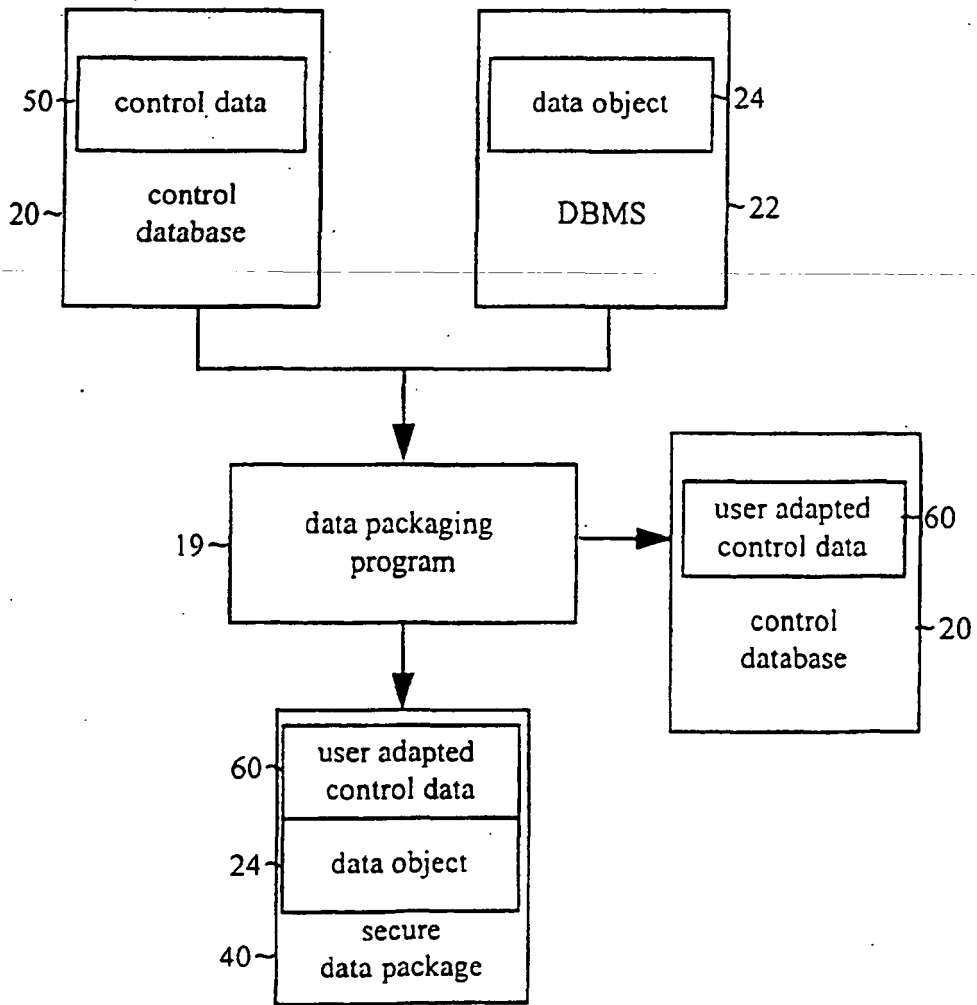 50 control data
20 control
database
data object 24
DBMS 22
19 data packaging
program
user adapted 60
control data
control 20
database
60 user adapted
control data
24 data object
secure
40 data package